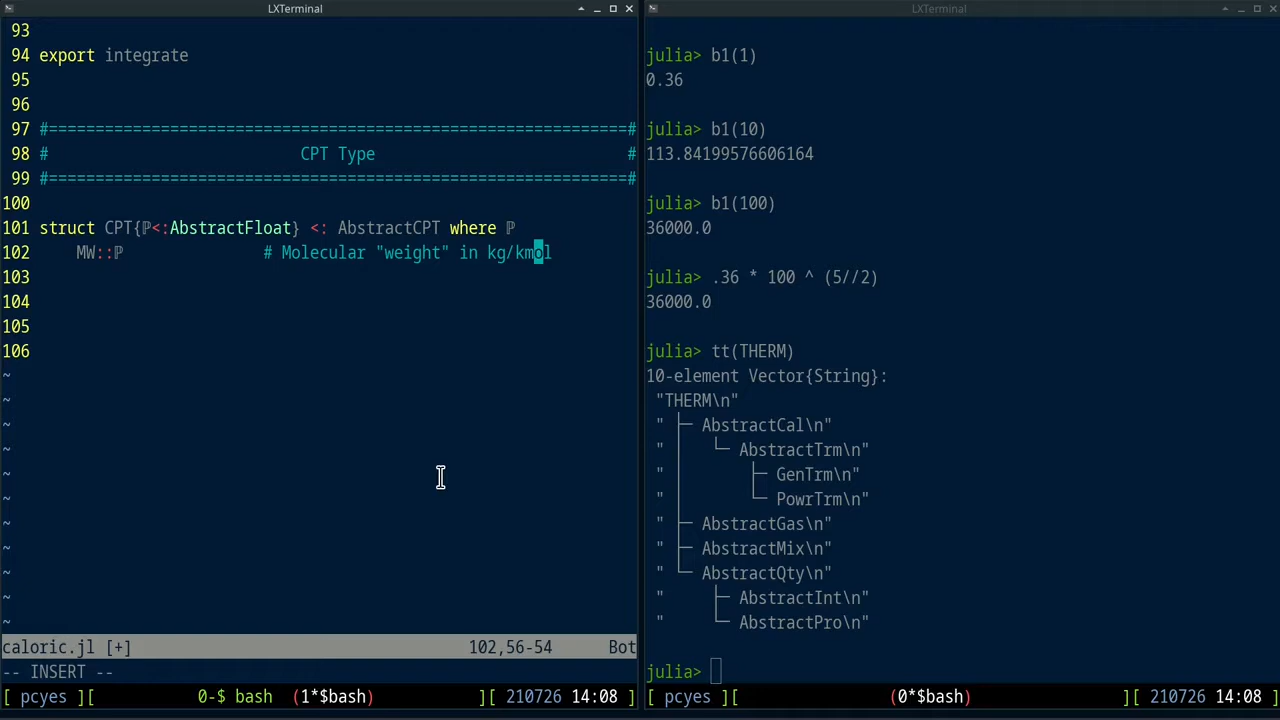 LXTerminal
93
94 export integrate
95
96
97 #==============================================================#
98 #                           CPT Type                           #
99 #==============================================================#
100
101 struct CPT{ℙ<:AbstractFloat} <: AbstractCPT where ℙ
102     MW::ℙ               # Molecular "weight" in kg/kmol
103
104
105
106
~
~
~
~
~
~
~
~
~
~
~
caloric.jl [+]                                    102,56-54      Bot
-- INSERT --
[ pcyes ][           0-$ bash  (1*$bash)           ][ 210726 14:08 ]
LXTerminal
julia> b1(1)
0.36
julia> b1(10)
113.84199576606164
julia> b1(100)
36000.0
julia> .36 * 100 ^ (5//2)
36000.0
julia> tt(THERM)
10-element Vector{String}:
 "THERM\n"
 " ├─ AbstractCal\n"
 " │   └─ AbstractTrm\n"
 " │       ├─ GenTrm\n"
 " │       └─ PowrTrm\n"
 " ├─ AbstractGas\n"
 " ├─ AbstractMix\n"
 " └─ AbstractQty\n"
 "     ├─ AbstractInt\n"
 "     └─ AbstractPro\n"
julia>
[ pcyes ][                (0*$bash)                ][ 210726 14:08 ]